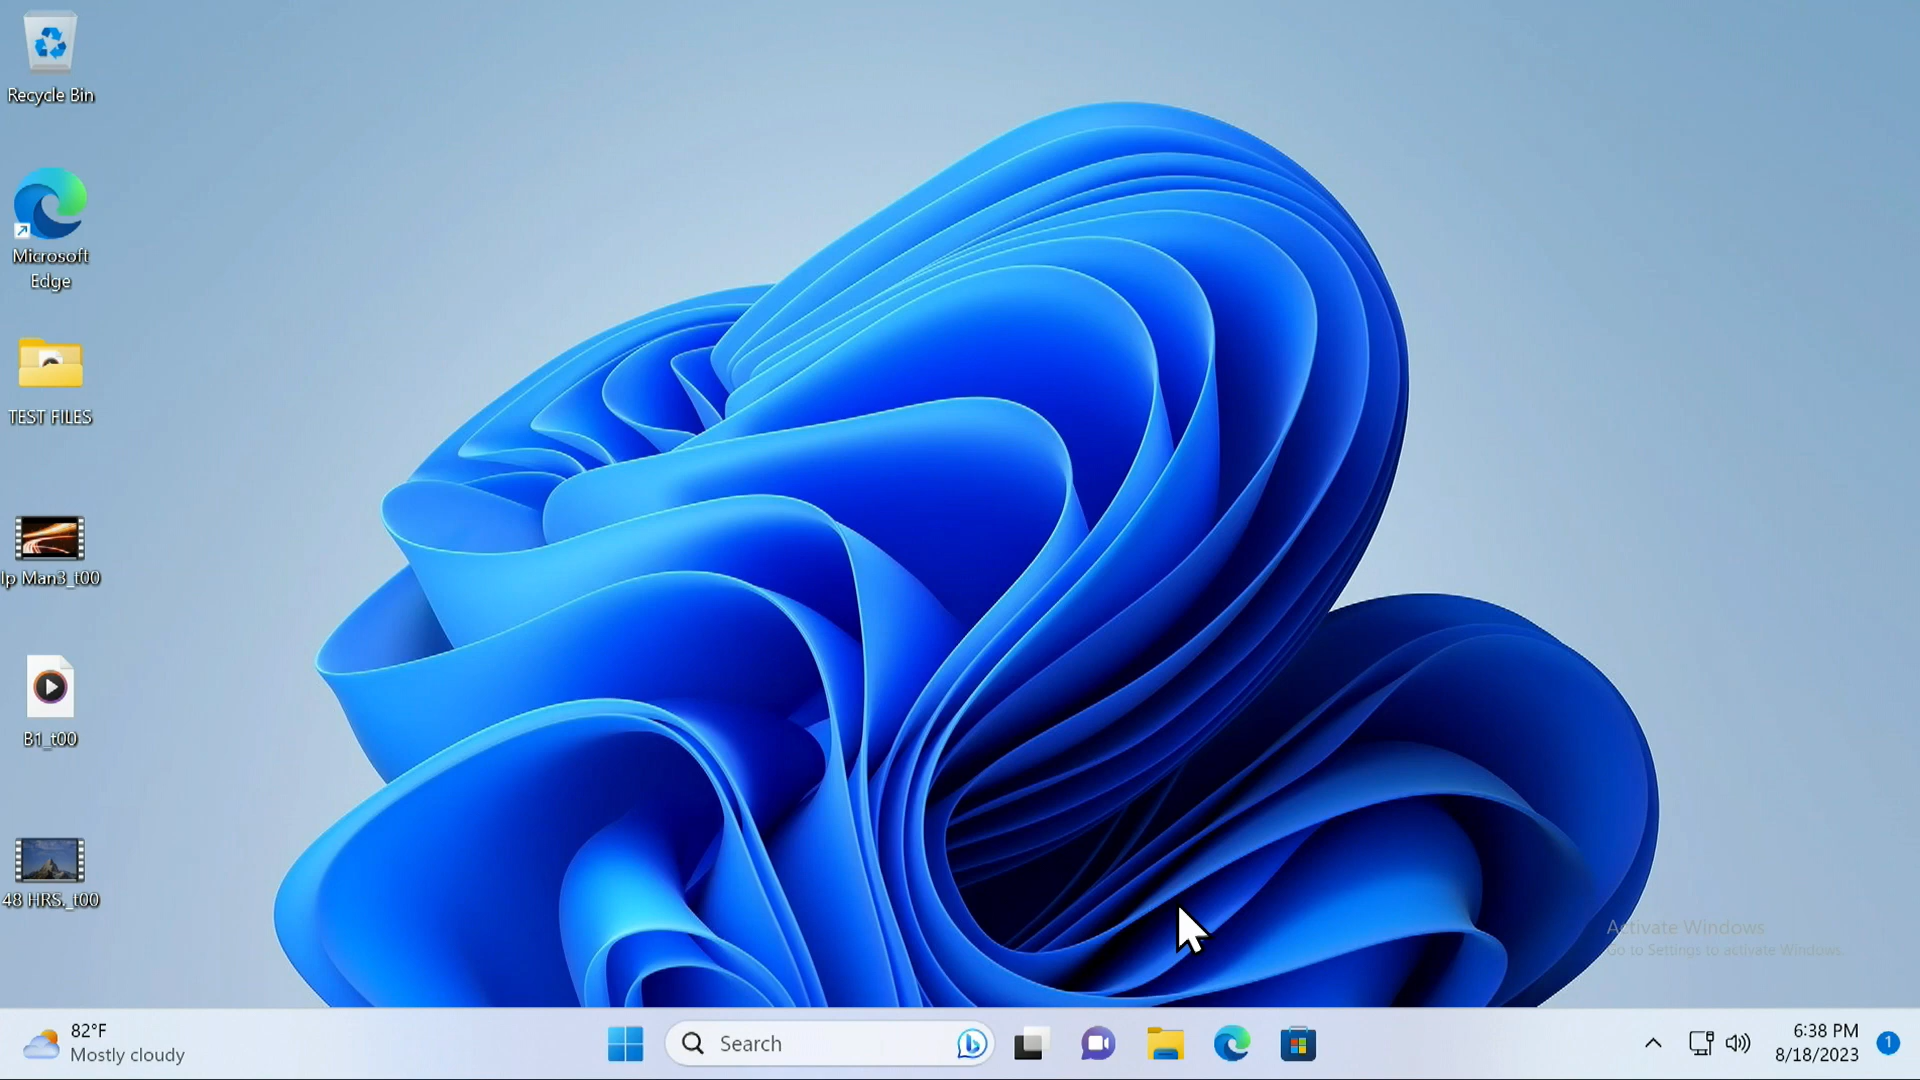 Recycle Bin
Microsoft
Edge
TEST FILES
Ip Man3_t00
B1_t00
48 HRS._t00
Activate Windows
Go to Settings to activate Windows.
82°F
Mostly cloudy
Search
6:38 PM
8/18/2023
1